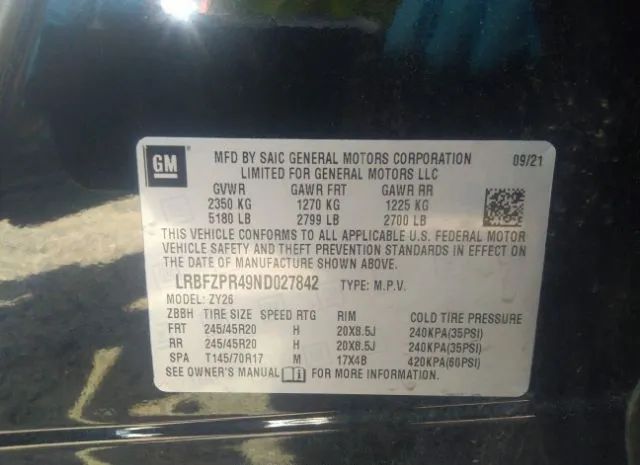 GM MFD BY SAIC GENERAL MOTORS CORPORATION 09/21
LIMITED FOR GENERAL MOTORS LLC
GVWR GAWR FRT GAWR RR
2350 KG 1270 KG 1225 KG
5180 LB 2799 LB 2700 LB
THIS VEHICLE CONFORMS TO ALL APPLICABLE U.S. FEDERAL MOTOR
VEHICLE SAFETY AND THEFT PREVENTION STANDARDS IN EFFECT ON
THE DATE OF MANUFACTURE SHOWN ABOVE.
LRBFZPR49ND027842 TYPE: M.P.V.
MODEL: ZY26
ZBBH TIRE SIZE SPEED RTG RIM COLD TIRE PRESSURE
FRT 245/45R20 H 20X8.5J 240KPA(35PSI)
RR 245/45R20 H 20X8.5J 240KPA(35PSI)
SPA T145/70R17 M 17X4B 420KPA(60PSI)
SEE OWNER'S MANUAL FOR MORE INFORMATION.